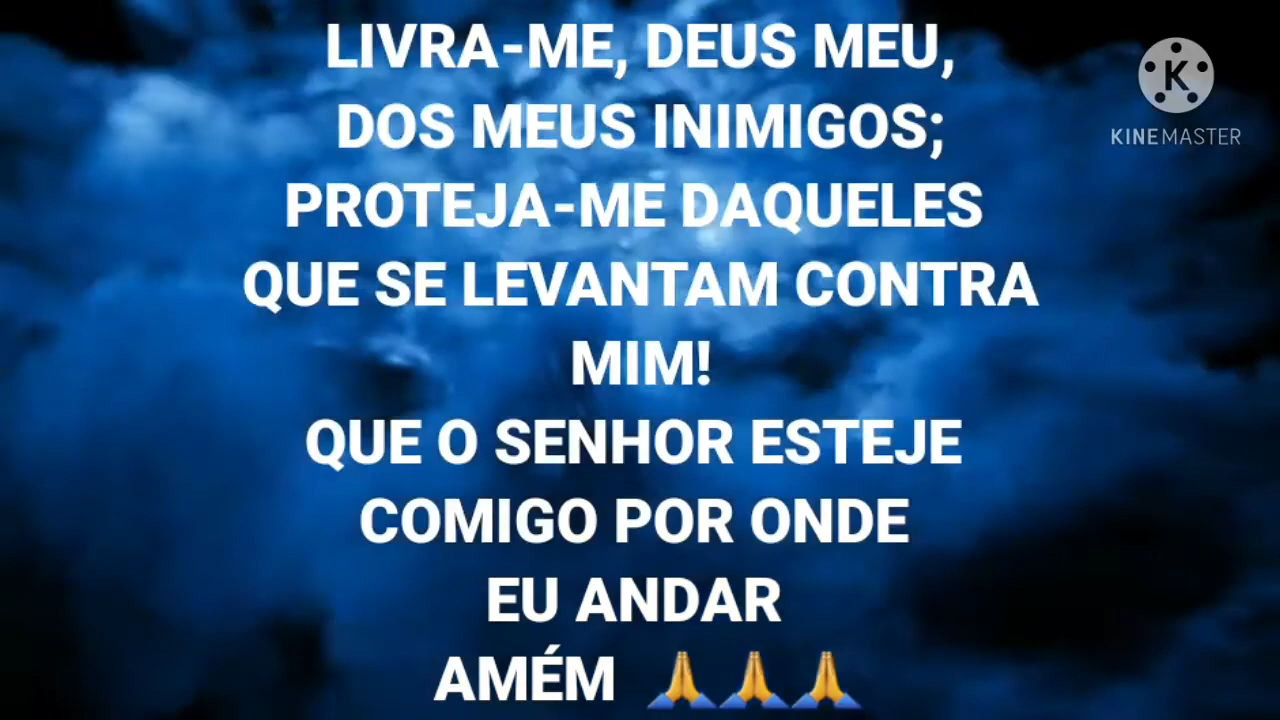 LIVRA-ME, DEUS MEU,
DOS MEUS INIMIGOS;
PROTEJA-ME DAQUELES
QUE SE LEVANTAM CONTRA
MIM!
QUE O SENHOR ESTEJE
COMIGO POR ONDE
EU ANDAR
AMÉM 🙏🙏🙏
K
KINEMASTER